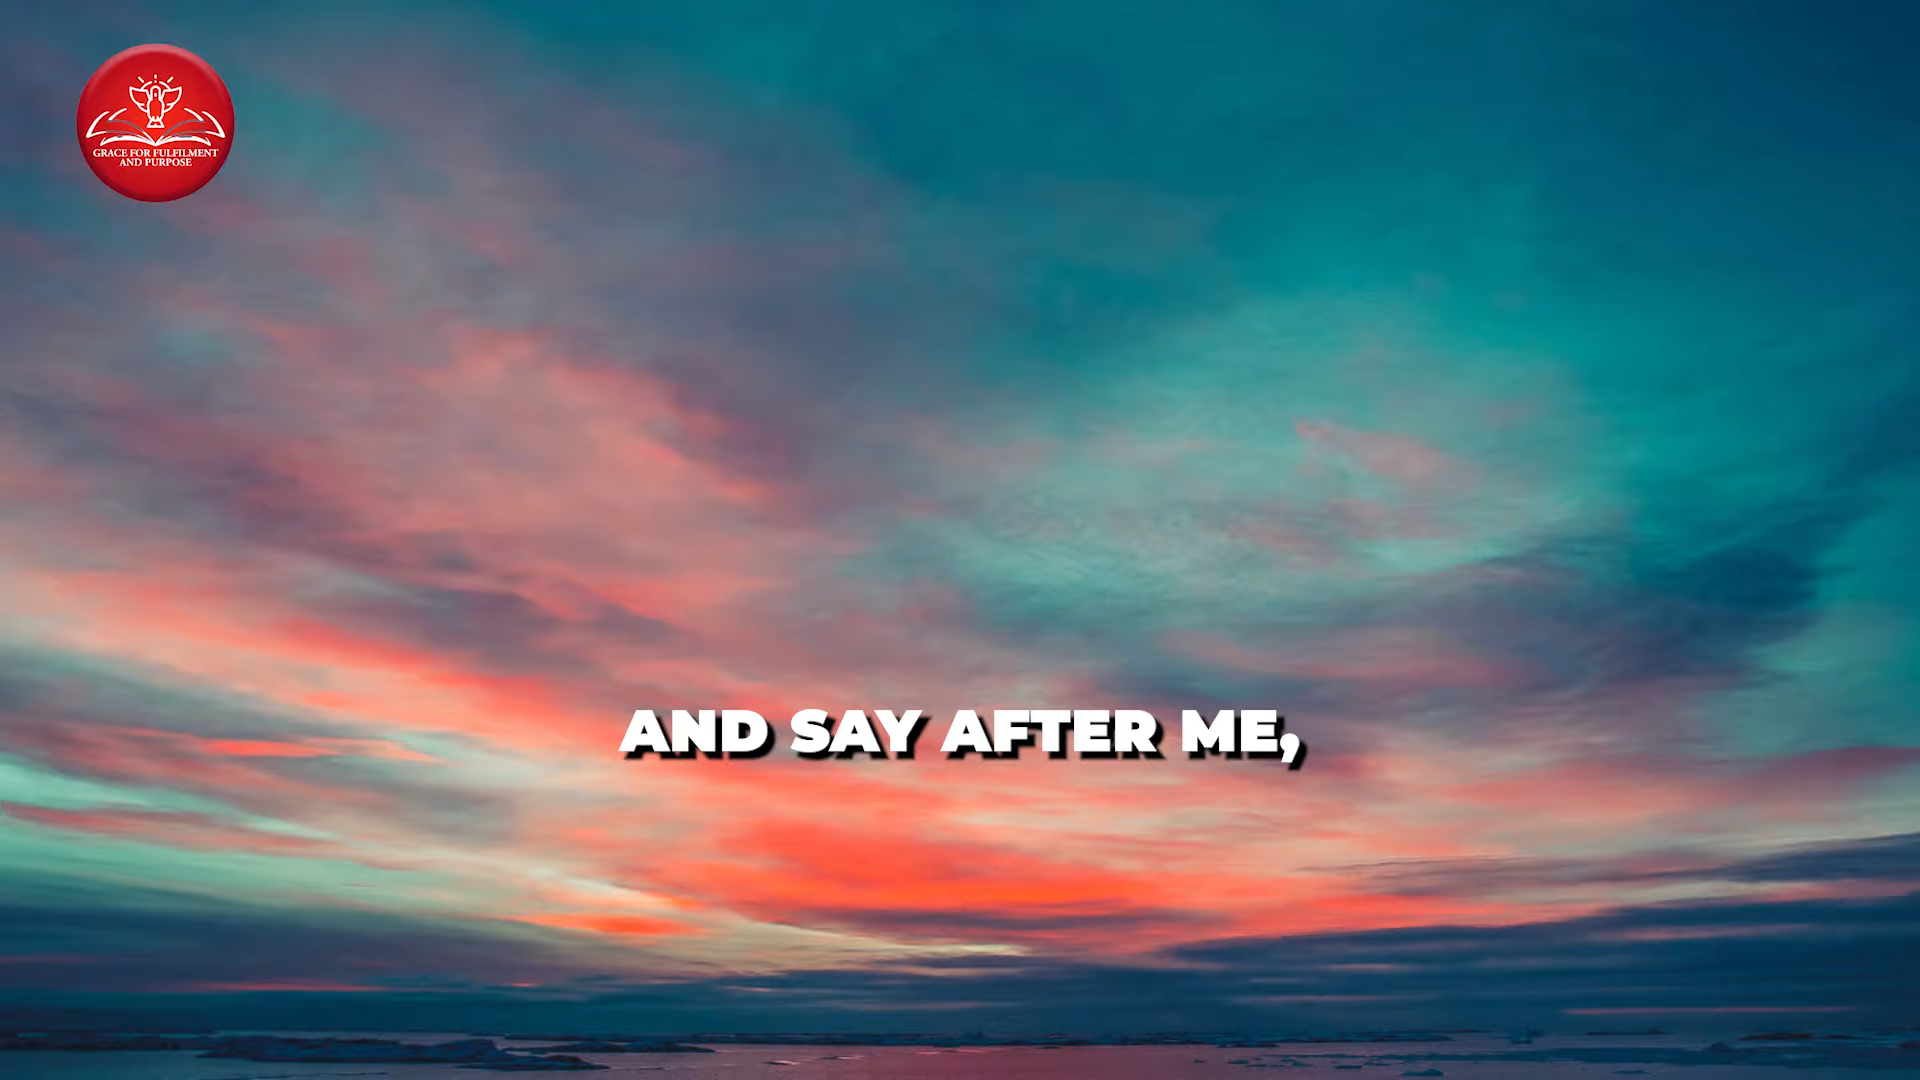 GRACE FOR FULFILMENT
AND PURPOSE
AND SAY AFTER ME,